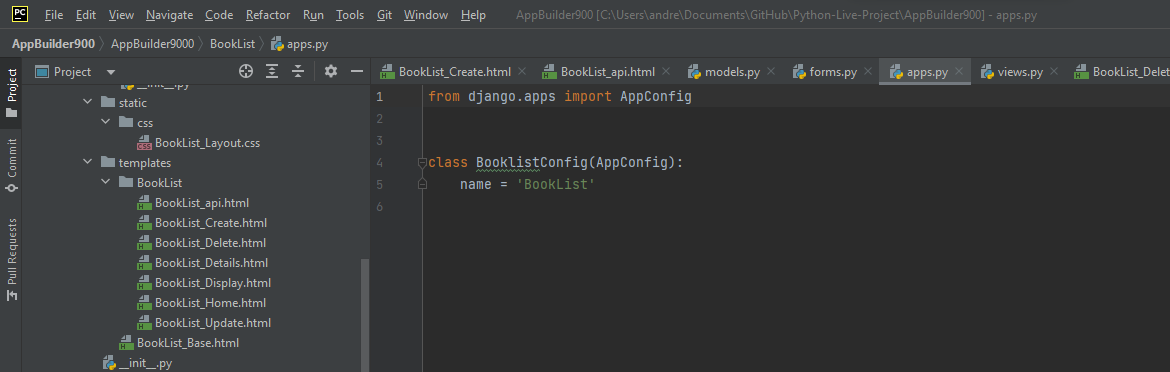 PC File Edit View Navigate Code Refactor Run Tools Git Window Help AppBuilder900 [C:\Users\andre\Documents\GitHub\Python-Live-Project\AppBuilder900] - apps.py
AppBuilder900 AppBuilder9000 BookList apps.py
Project
Commit
Pull Requests
Project
__init__.py
static
css
CSS BookList_Layout.css
templates
BookList
H BookList_api.html
H BookList_Create.html
H BookList_Delete.html
H BookList_Details.html
H BookList_Display.html
H BookList_Home.html
H BookList_Update.html
H BookList_Base.html
__init__.py
H BookList_Create.html H BookList_api.html models.py forms.py apps.py views.py H BookList_Delet
1 from django.apps import AppConfig
2
3
4 class BooklistConfig(AppConfig):
5 name = 'BookList'
6